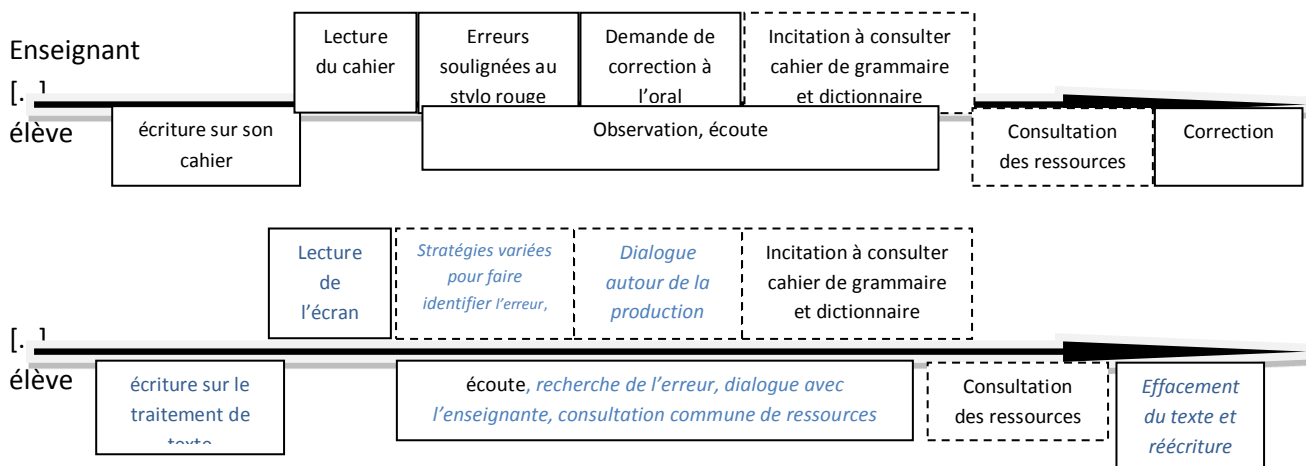 Enseignant
Lecture
du cahier
Erreurs
soulignées au
stylo rouge
Demande de
correction à
l'oral
Incitation à consulter
cahier de grammaire
et dictionnaire
[…]
élève
écriture sur son
cahier
Observation, écoute
Consultation
des ressources
Correction
Lecture
de
l'écran
Stratégies variées
pour faire
identifier l'erreur,
Dialogue
autour de la
production
Incitation à consulter
cahier de grammaire
et dictionnaire
[…]
élève
écriture sur le
traitement de
texte
écoute, recherche de l'erreur, dialogue avec
l'enseignante, consultation commune de ressources
Consultation
des ressources
Effacement
du texte et
réécriture